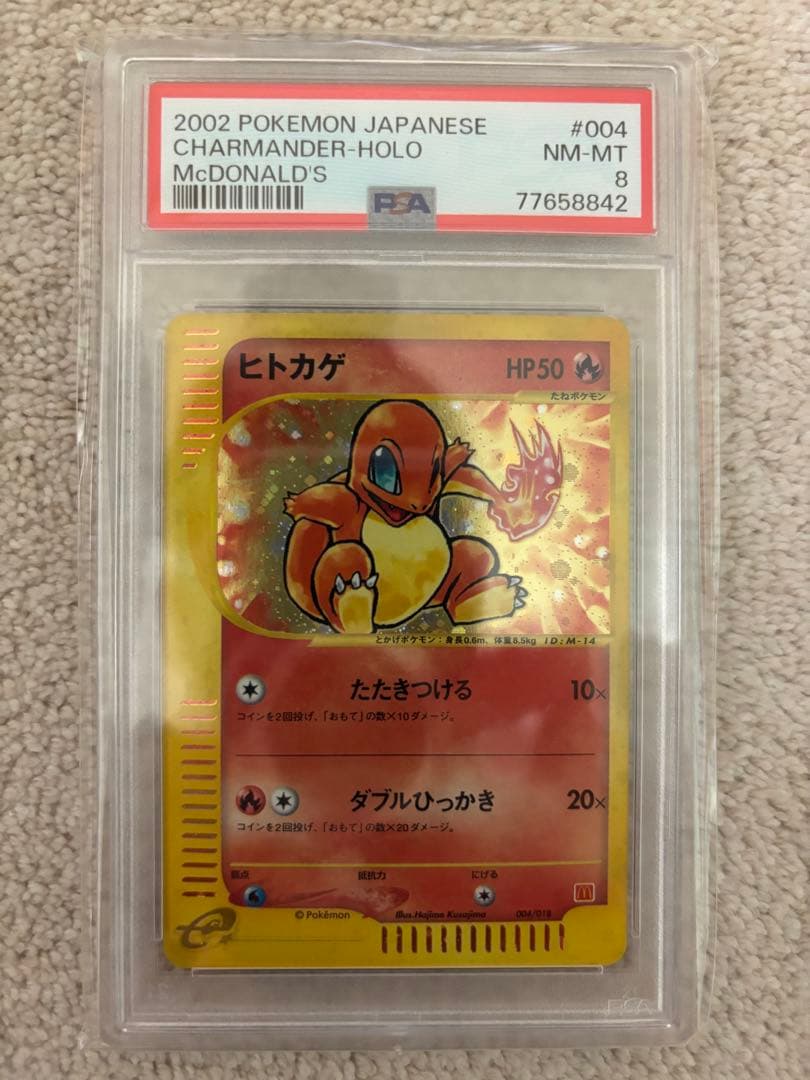 2002 POKEMON JAPANESE #004
CHARMANDER-HOLO NM-MT
McDONALD'S 8
PSA 77658842
ヒトカゲ HP50
たねポケモン
とかげポケモン：身長0.6m、体重8.5kg ID:M-14
たたきつける 10×
コインを2回投げ、「おもて」の数×10ダメージ。
ダブルひっかき 20×
コインを2回投げ、「おもて」の数×20ダメージ。
弱点 抵抗力 にげる
©Pokémon Illus.Hajime Kusajima 004/018
e
PSA